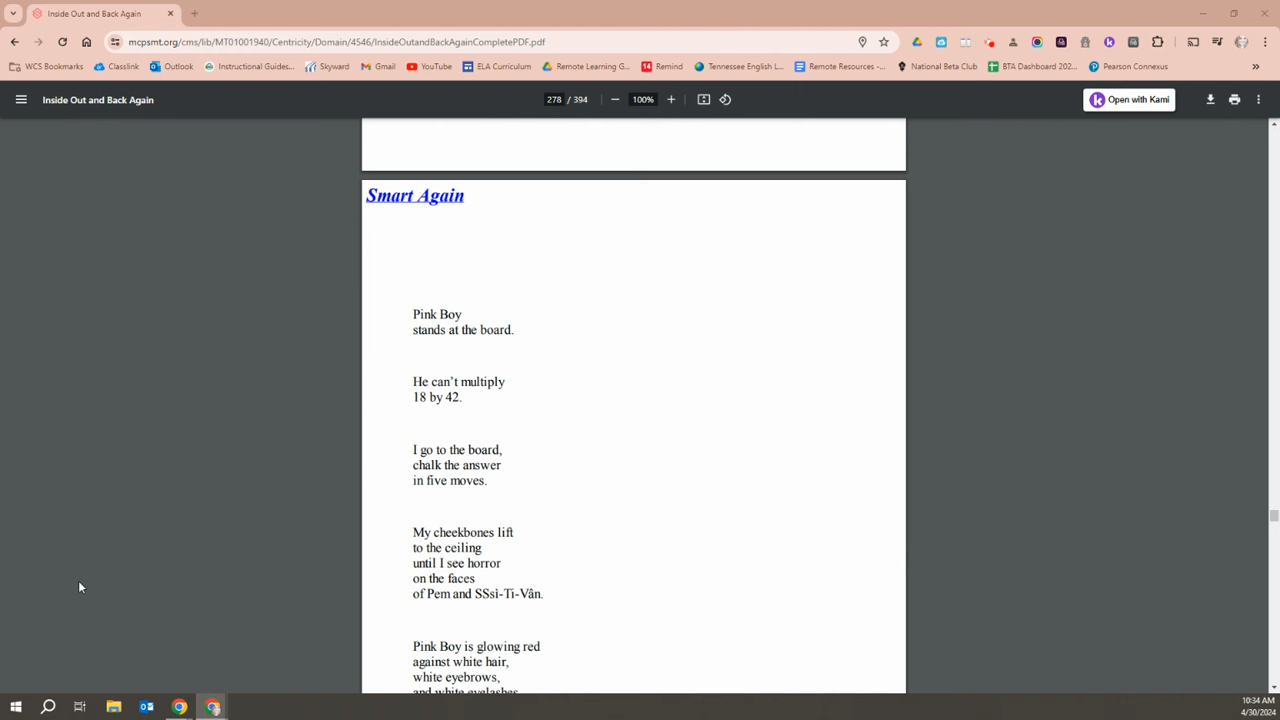 Inside Out and Back Again
mcpsmt.org/cms/lib/MT01001940/Centricity/Domain/4546/InsideOutandBackAgainCompletePDF.pdf
WCS Bookmarks Classlink Outlook Instructional Guides... Skyward Gmail YouTube ELA Curriculum Remote Learning G... Remind Tennessee English L... Remote Resources -... National Beta Club BTA Dashboard 202... Pearson Connexus
Inside Out and Back Again 278 / 394 100% Open with Kami
Smart Again
Pink Boy
stands at the board.
He can't multiply
18 by 42.
I go to the board,
chalk the answer
in five moves.
My cheekbones lift
to the ceiling
until I see horror
on the faces
of Pem and SSsì-Ti-Vân.
Pink Boy is glowing red
against white hair,
white eyebrows,
and white eyelashes
10:34 AM
4/30/2024